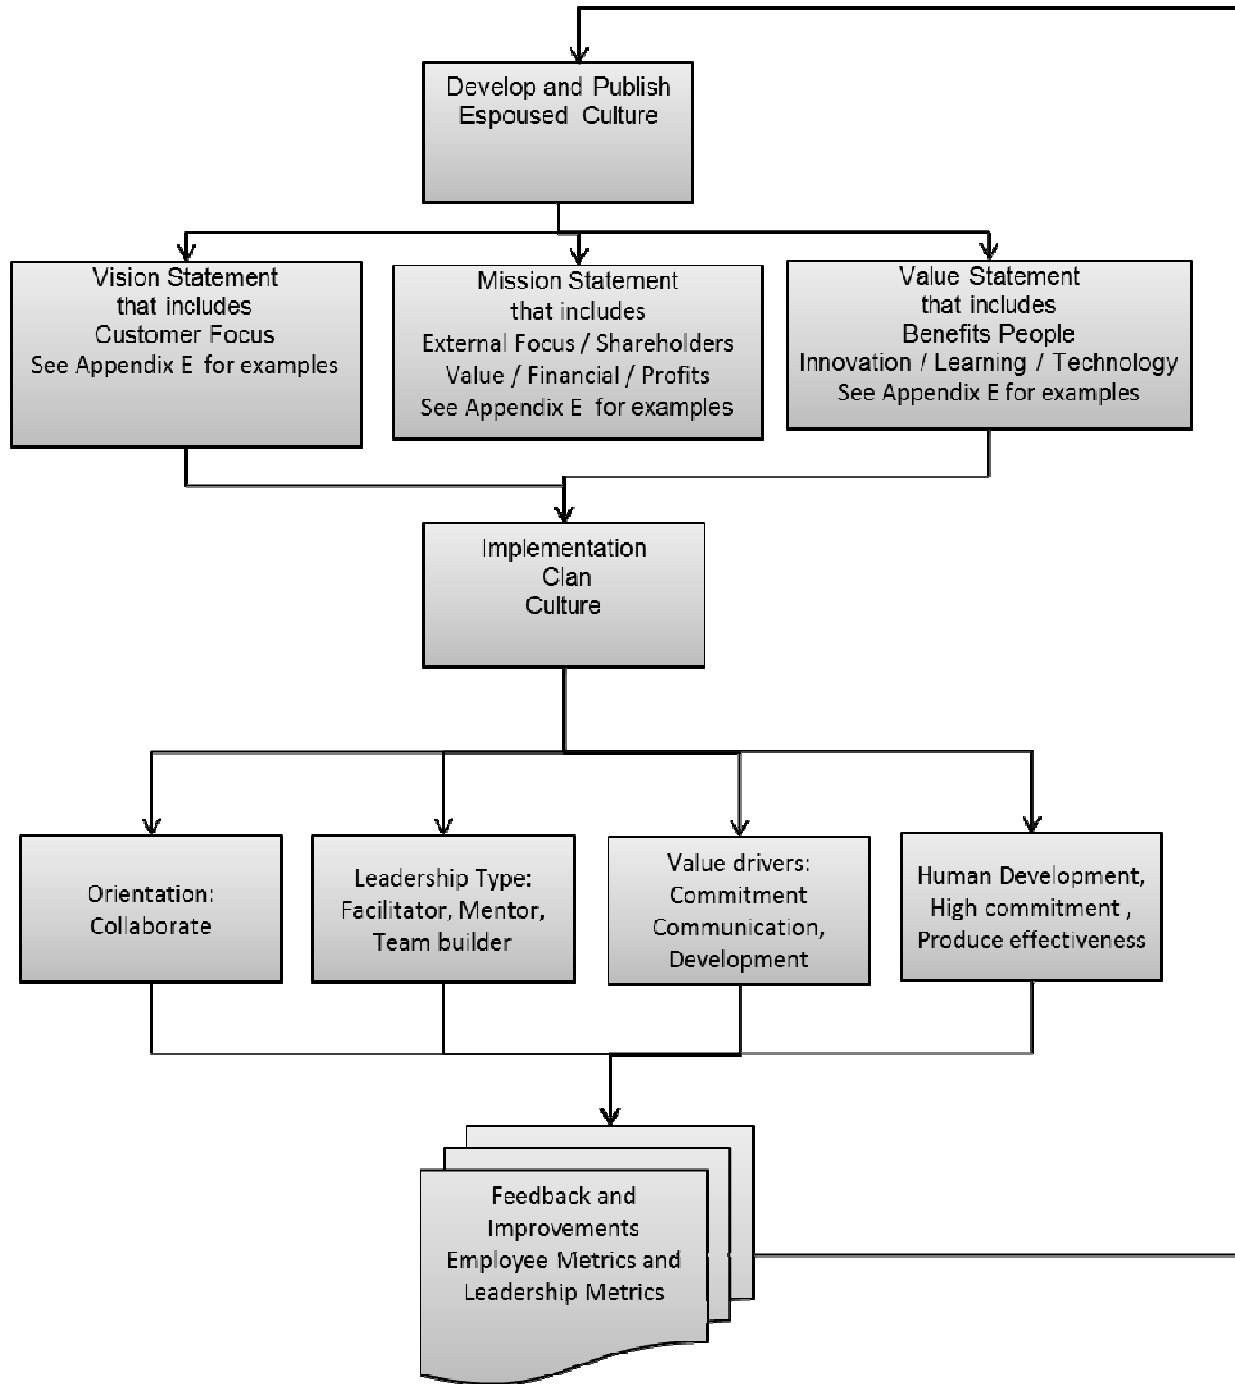 Develop and Publish
Espoused Culture
Vision Statement
that includes
Customer Focus
See Appendix E for examples
Mission Statement
that includes
External Focus / Shareholders
Value / Financial / Profits
See Appendix E for examples
Value Statement
that includes
Benefits People
Innovation / Learning / Technology
See Appendix E for examples
Implementation
Clan
Culture
Orientation:
Collaborate
Leadership Type:
Facilitator, Mentor,
Team builder
Value drivers:
Commitment
Communication,
Development
Human Development,
High commitment ,
Produce effectiveness
Feedback and
Improvements
Employee Metrics and
Leadership Metrics